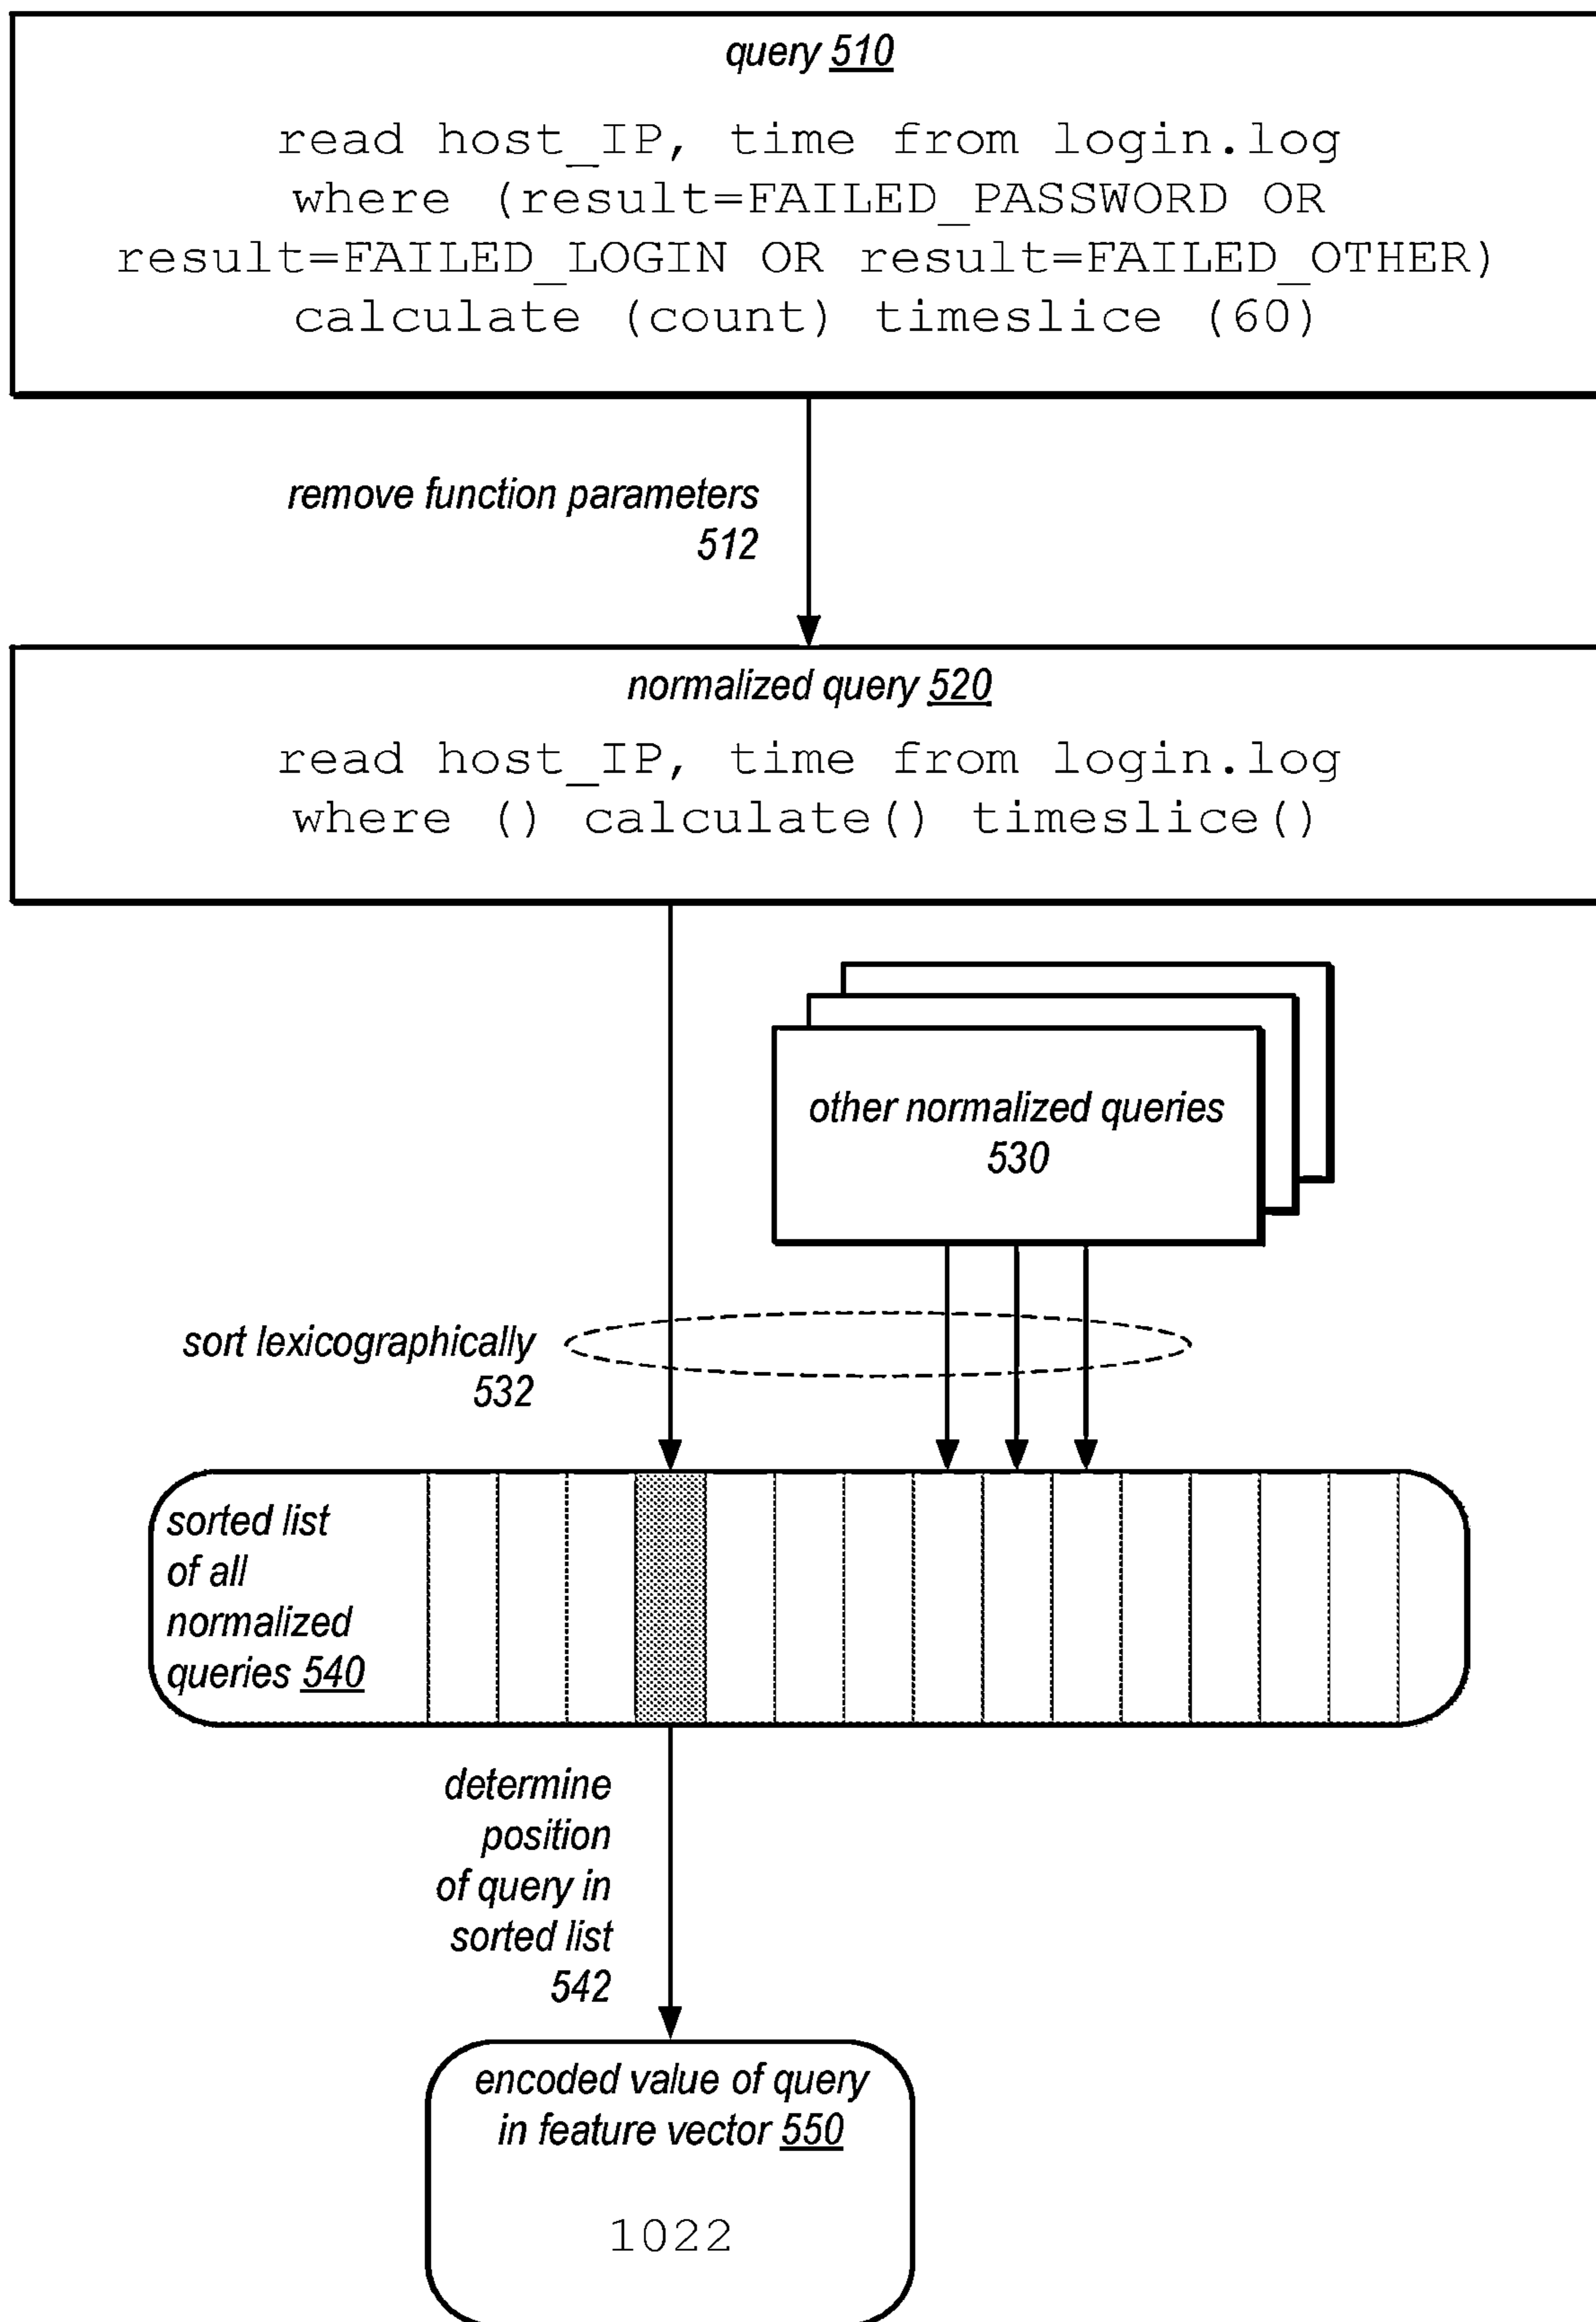 query 510
read host_IP, time from login.log
where (result=FAILED_PASSWORD OR
result=FAILED_LOGIN OR result=FAILED_OTHER)
calculate (count) timeslice (60)
remove function parameters
512
normalized query 520
read host_IP, time from login.log
where () calculate() timeslice()
other normalized queries
530
sort lexicographically
532
sorted list
of all
normalized
queries 540
determine
position
of query in
sorted list
542
encoded value of query
in feature vector 550
1022